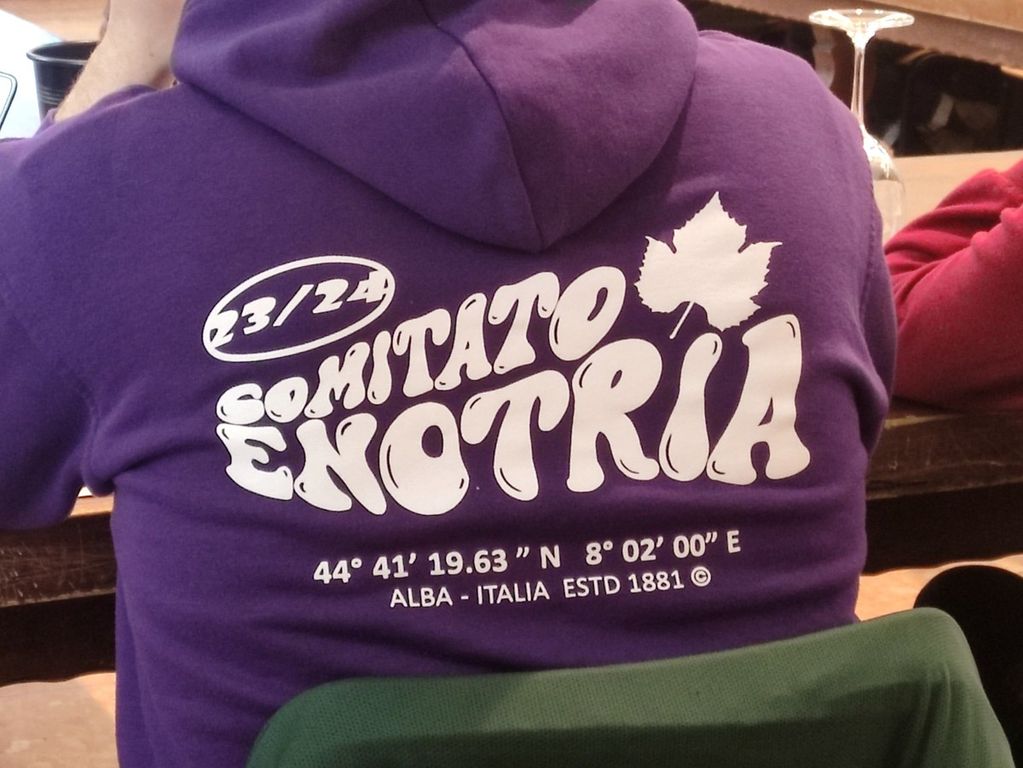 23/24
COMITATO
ENOTRIA
44° 41' 19.63 " N 8° 02' 00" E
ALBA - ITALIA ESTD 1881 ©